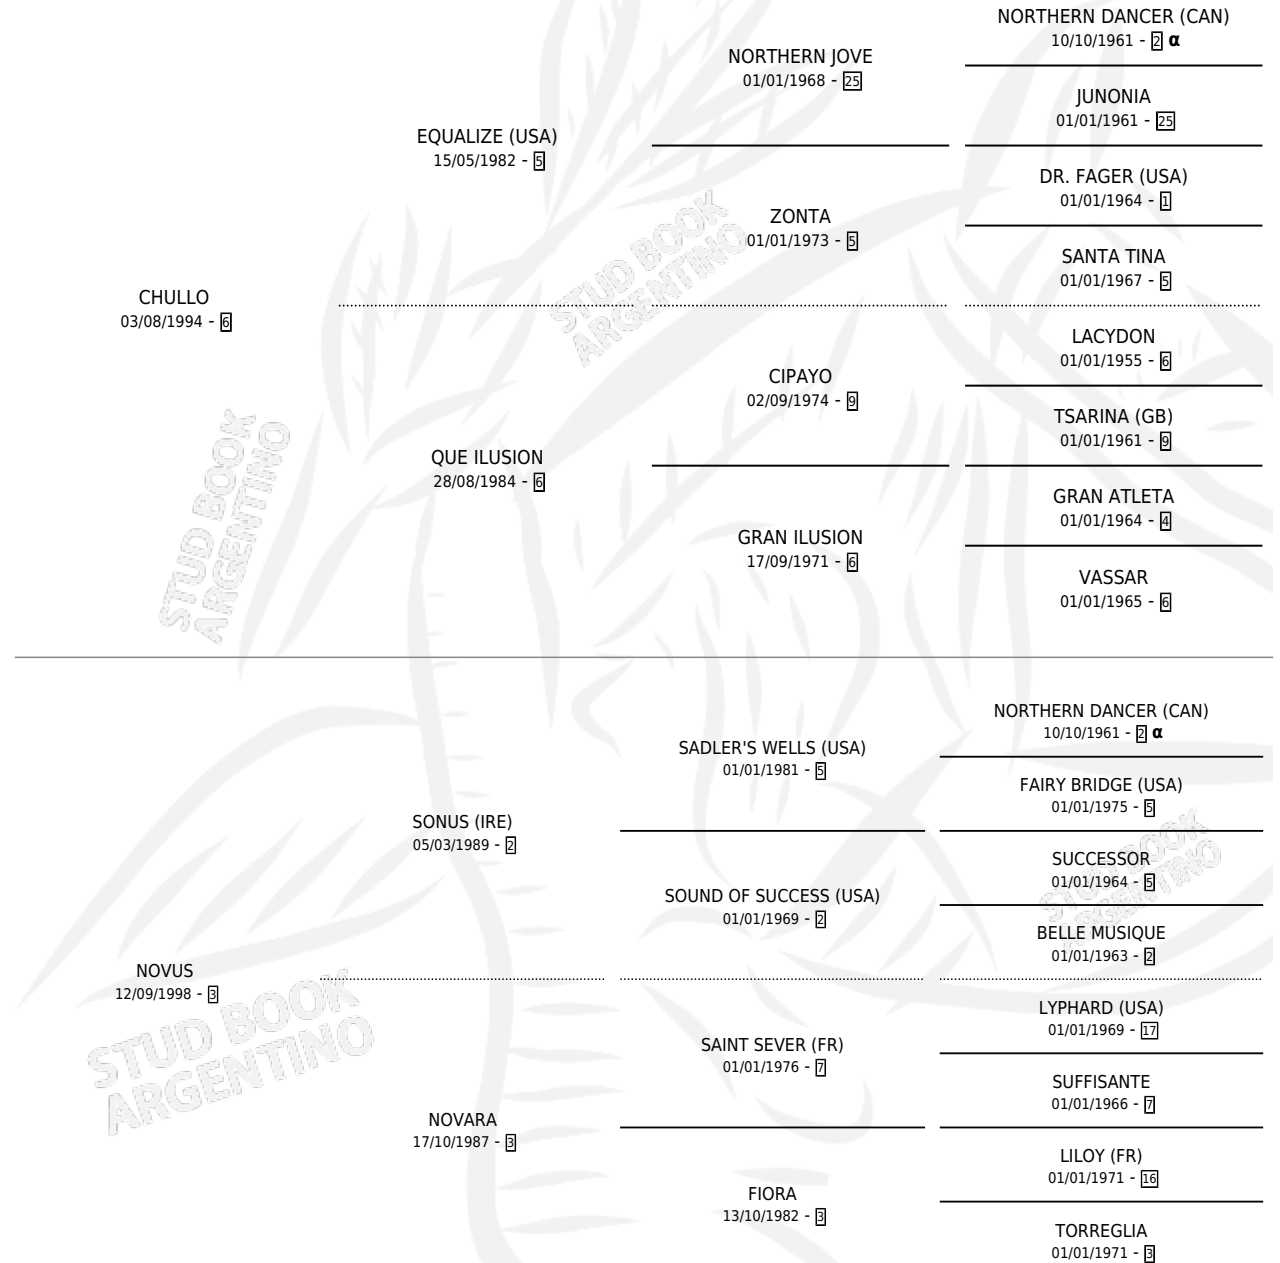 NORTHERN DANCER (CAN)
10/10/1961 - 2 α
NORTHERN JOVE
01/01/1968 - 25
JUNONIA
01/01/1961 - 25
EQUALIZE (USA)
15/05/1982 - 5
DR. FAGER (USA)
01/01/1964 - 1
ZONTA
01/01/1973 - 5
SANTA TINA
01/01/1967 - 5
CHULLO
03/08/1994 - 6
LACYDON
01/01/1955 - 6
CIPAYO
02/09/1974 - 9
TSARINA (GB)
01/01/1961 - 9
QUE ILUSION
28/08/1984 - 6
GRAN ATLETA
01/01/1964 - 4
GRAN ILUSION
17/09/1971 - 6
VASSAR
01/01/1965 - 6
STUD BOOK
ARGENTINO
STUD BOOK
ARGENTINO
NORTHERN DANCER (CAN)
10/10/1961 - 2 α
SADLER'S WELLS (USA)
01/01/1981 - 5
FAIRY BRIDGE (USA)
01/01/1975 - 5
SONUS (IRE)
05/03/1989 - 2
SUCCESSOR
01/01/1964 - 5
SOUND OF SUCCESS (USA)
01/01/1969 - 2
BELLE MUSIQUE
01/01/1963 - 2
NOVUS
12/09/1998 - 3
LYPHARD (USA)
01/01/1969 - 17
SAINT SEVER (FR)
01/01/1976 - 7
SUFFISANTE
01/01/1966 - 7
NOVARA
17/10/1987 - 3
LILOY (FR)
01/01/1971 - 16
FIORA
13/10/1982 - 3
TORREGLIA
01/01/1971 - 3
STUD BOOK
ARGENTINO
STUD BOOK
ARGENTINO